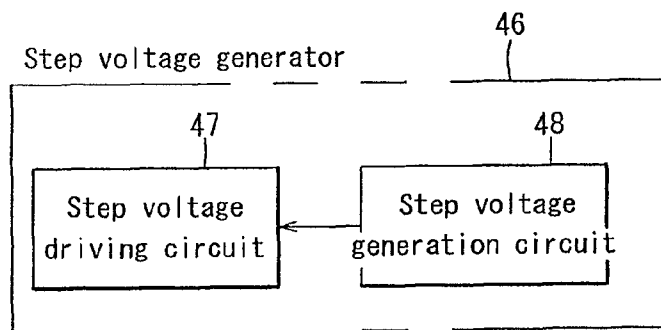 46
Step voltage generator
47
48
Step voltage
driving circuit
Step voltage
generation circuit